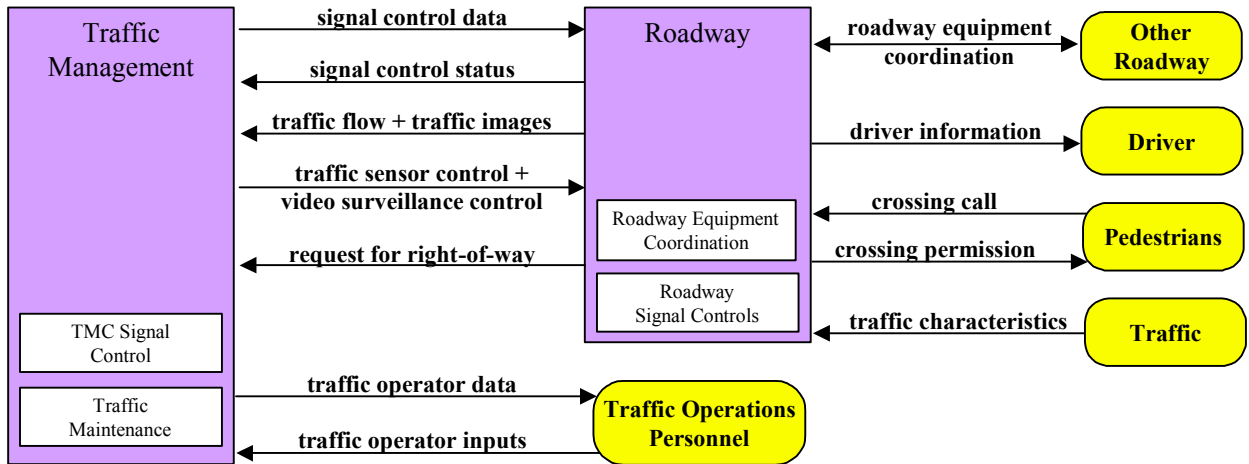 Traffic
Management
signal control data
signal control status
traffic flow + traffic images
traffic sensor control +
video surveillance control
request for right-of-way
TMC Signal
Control
Traffic
Maintenance
traffic operator data
traffic operator inputs
Traffic Operations
Personnel
Roadway
Roadway Equipment
Coordination
Roadway
Signal Controls
roadway equipment
coordination
Other
Roadway
driver information
Driver
crossing call
crossing permission
Pedestrians
traffic characteristics
Traffic